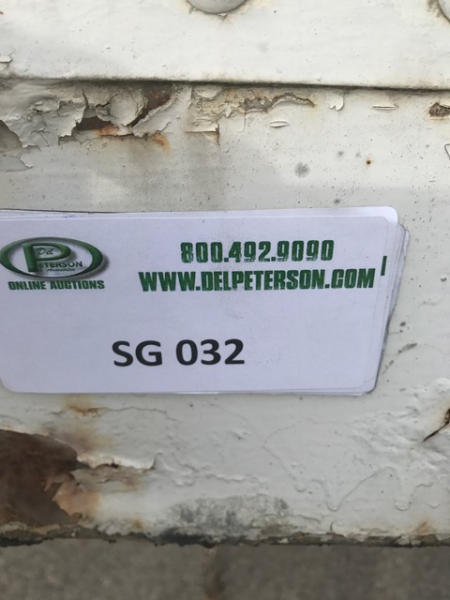 Del
PETERSON
ONLINE AUCTIONS
800.492.9090
WWW.DELPETERSON.COM
SG 032